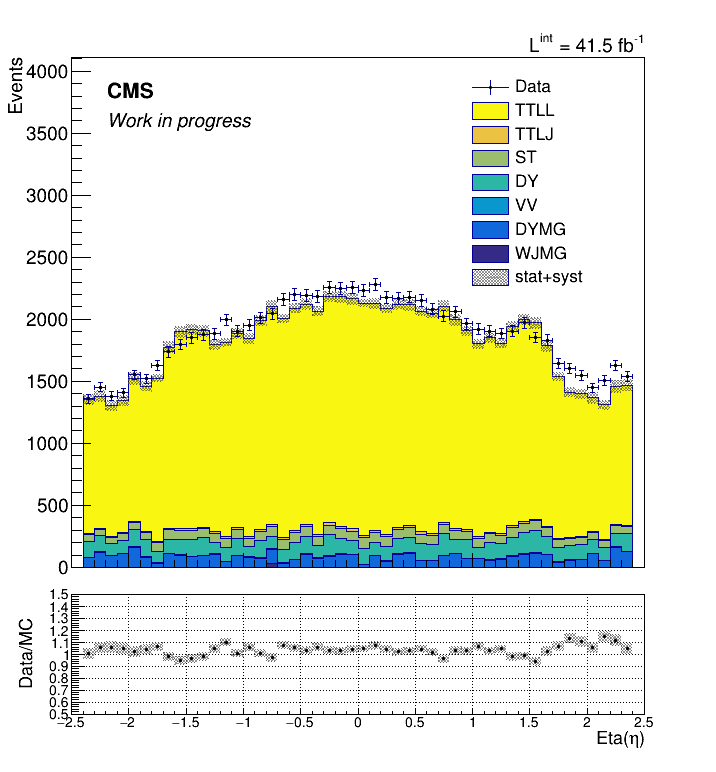 L^int = 41.5 fb^-1
Events
4000
3500
3000
2500
2000
1500
1000
500
0
CMS
Work in progress
Data
TTLL
TTLJ
ST
DY
VV
DYMG
WJMG
stat+syst
Data/MC
1.5
1.4
1.3
1.2
1.1
1
0.9
0.8
0.7
0.6
0.5
−2.5 −2 −1.5 −1 −0.5 0 0.5 1 1.5 2 2.5
Eta(η)